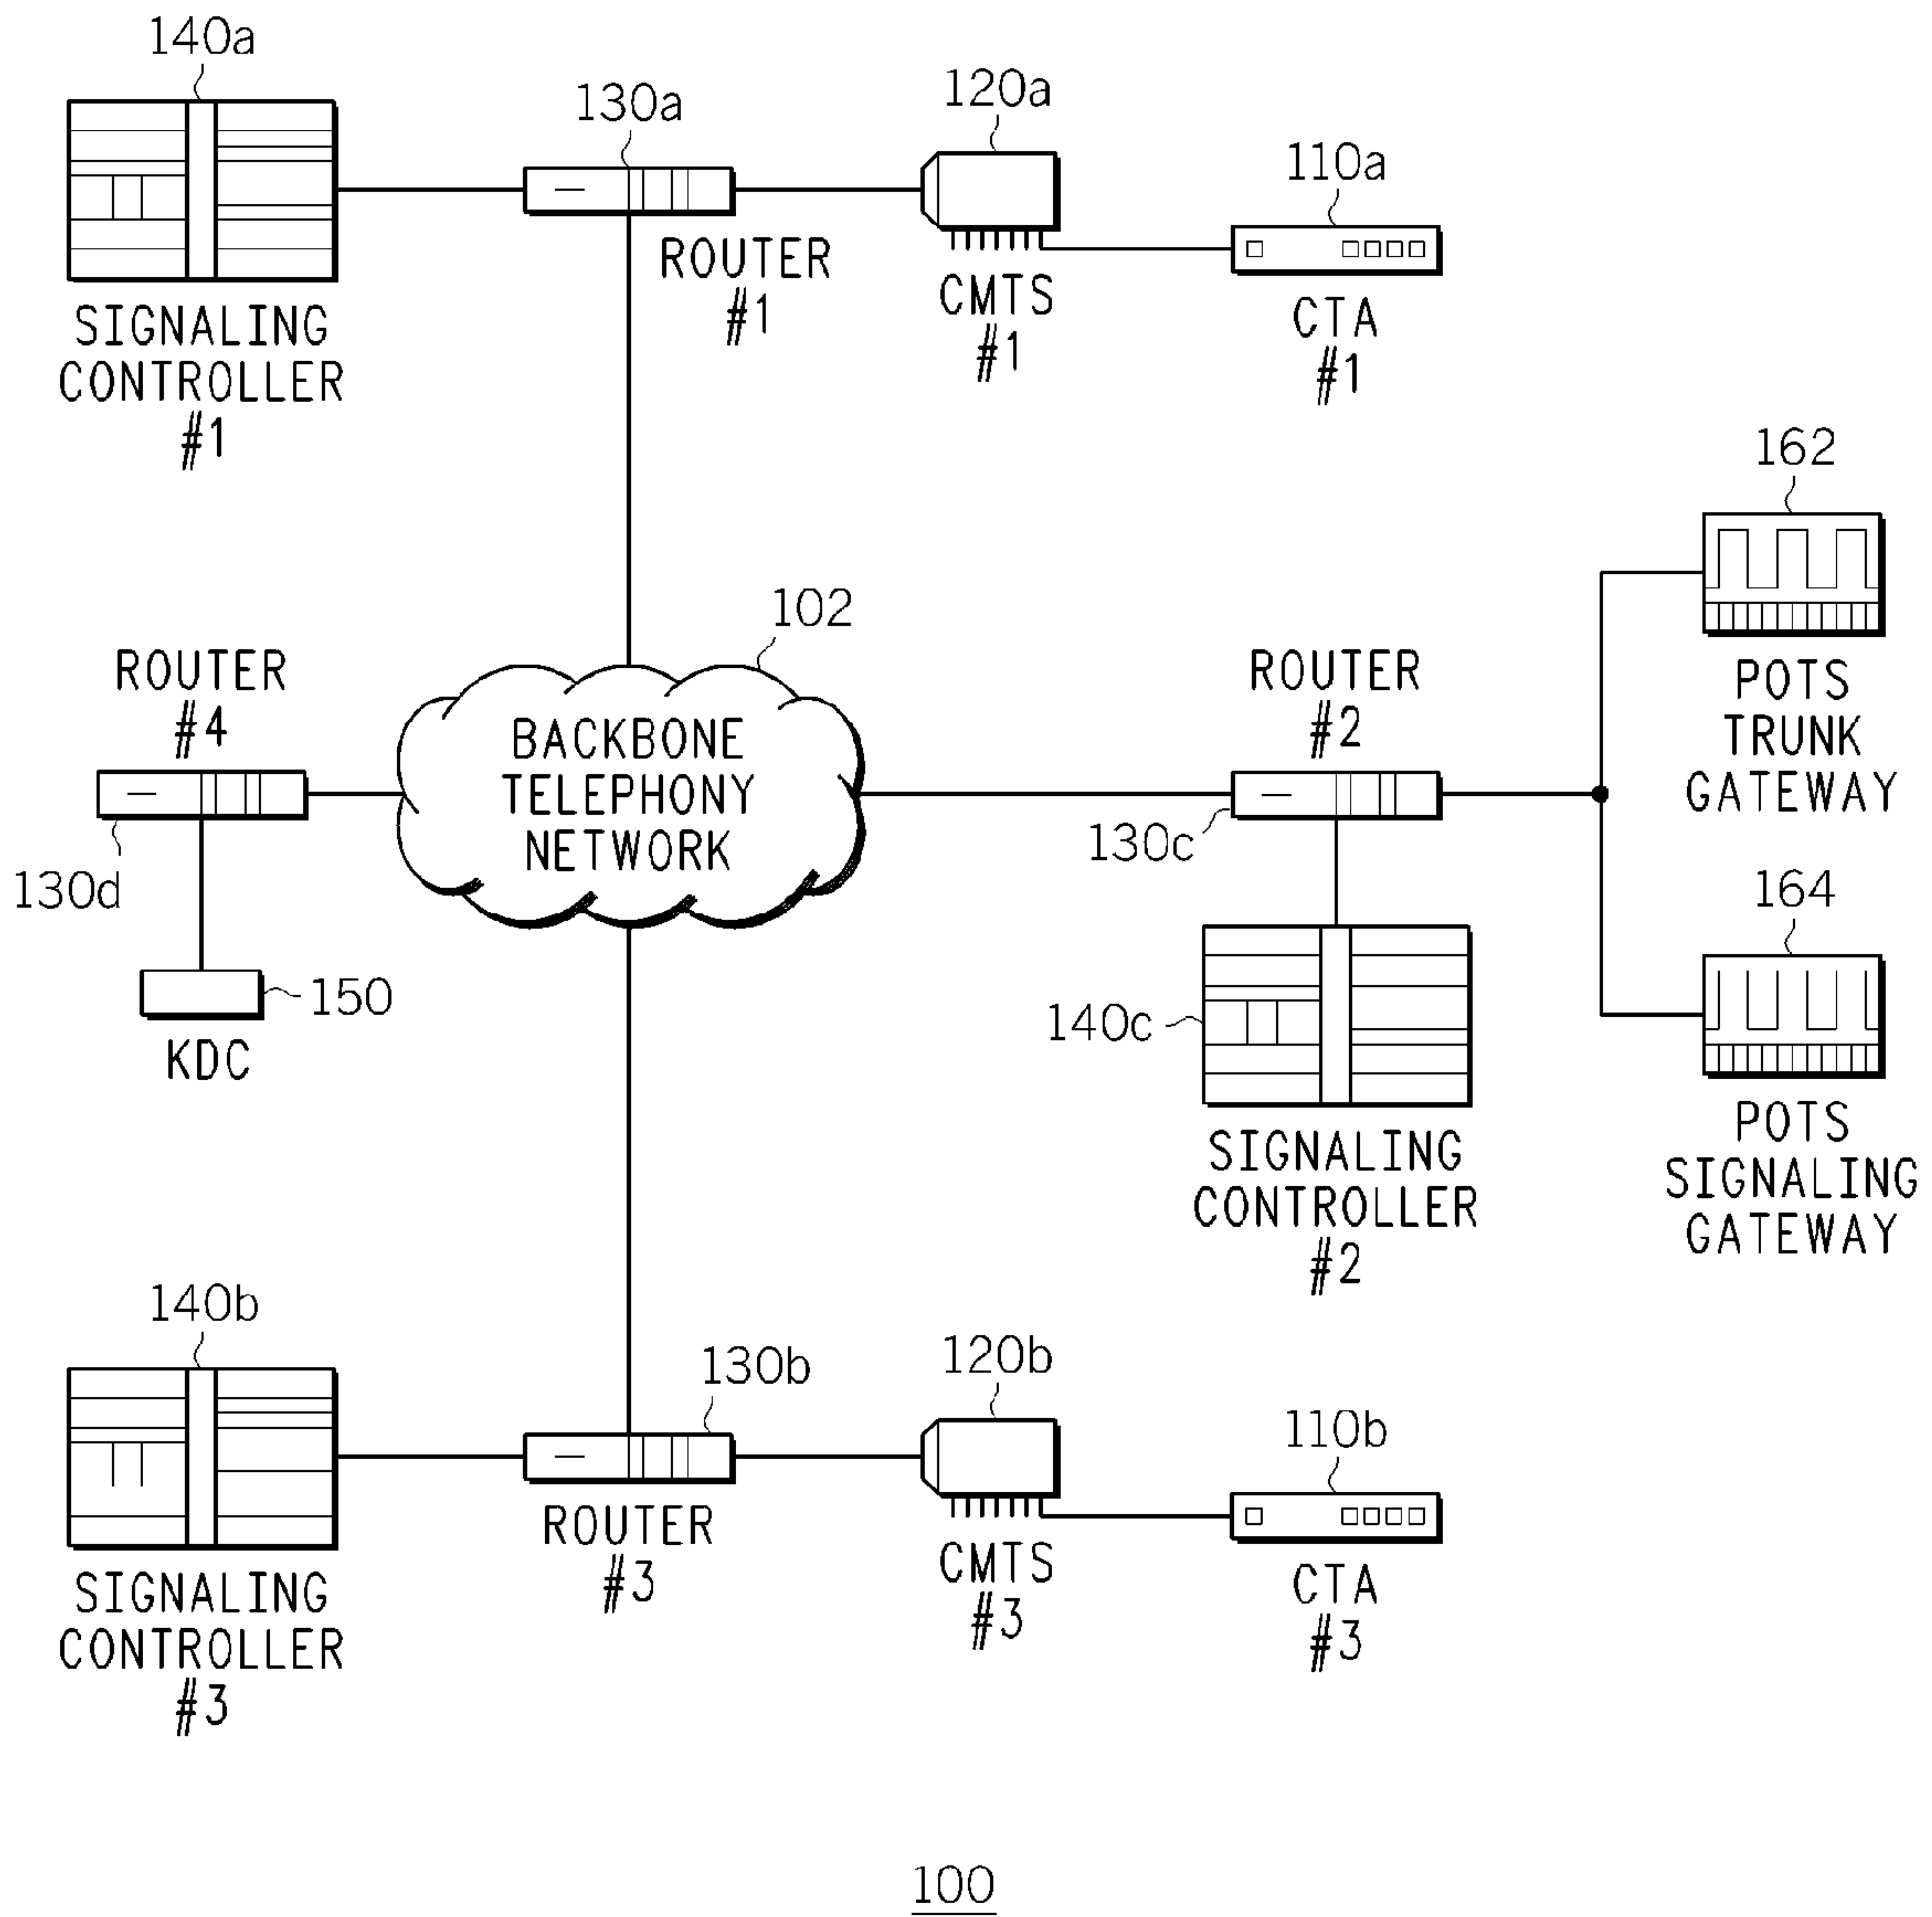 140a
SIGNALING
CONTROLLER
#1
130a
ROUTER
#1
120a
CMTS
#1
110a
CTA
#1
162
POTS
TRUNK
GATEWAY
102
BACKBONE
TELEPHONY
NETWORK
ROUTER
#4
130d
150
KDC
ROUTER
#2
130c
140c
SIGNALING
CONTROLLER
#2
164
POTS
SIGNALING
GATEWAY
140b
SIGNALING
CONTROLLER
#3
130b
ROUTER
#3
120b
CMTS
#3
110b
CTA
#3
100